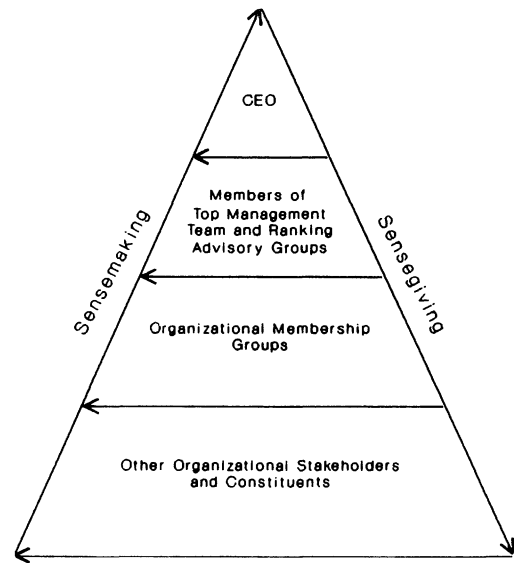 CEO
Members of
Top Management
Team and Ranking
Advisory Groups
Sensemaking
Sensegiving
Organizational Membership
Groups
Other Organizational Stakeholders
and Constituents